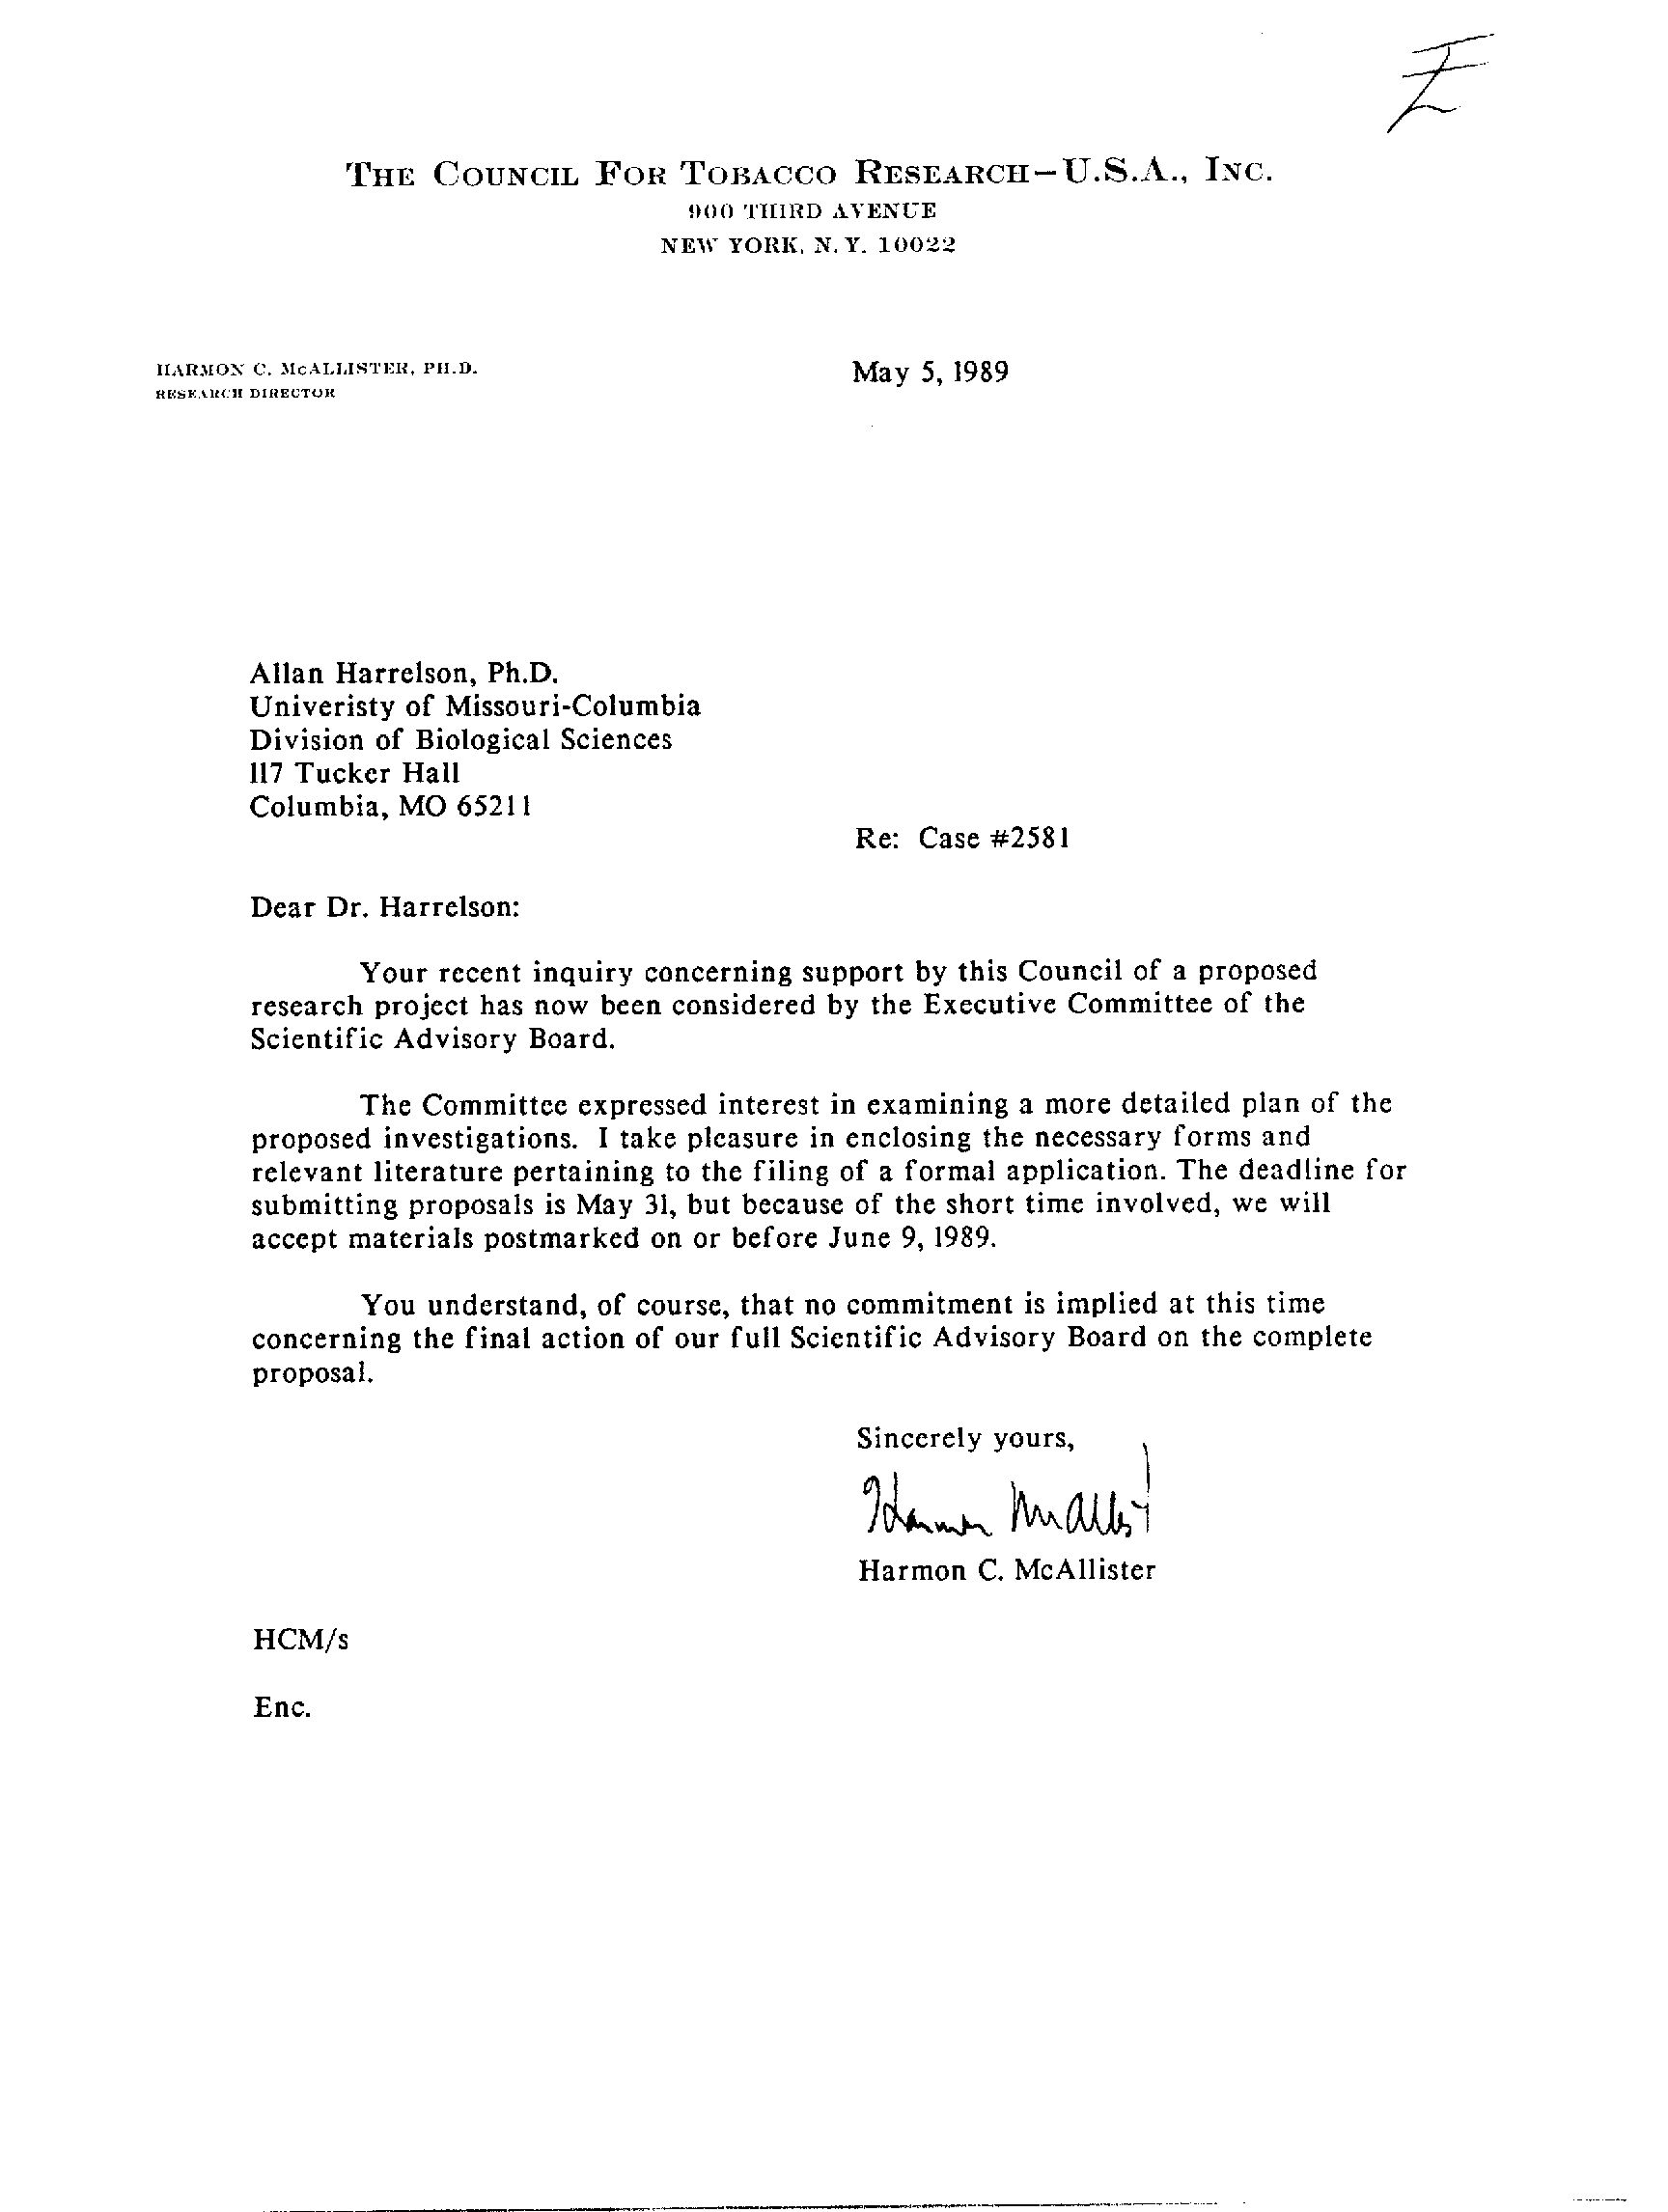 THE COUNCIL FOR TOBACCO RESEARCH—U.S.A., INC.
900 THIRD AVENUE
NEW YORK, N. Y. 10022
HARMON C. McALLISTER, PH.D.
RESEARCH DIRECTOR
May 5, 1989
Allan Harrelson, Ph.D.
Univeristy of Missouri-Columbia
Division of Biological Sciences
117 Tucker Hall
Columbia, MO 65211
Re: Case #2581
Dear Dr. Harrelson:
Your recent inquiry concerning support by this Council of a proposed
research project has now been considered by the Executive Committee of the
Scientific Advisory Board.
The Committee expressed interest in examining a more detailed plan of the
proposed investigations. I take pleasure in enclosing the necessary forms and
relevant literature pertaining to the filing of a formal application. The deadline for
submitting proposals is May 31, but because of the short time involved, we will
accept materials postmarked on or before June 9, 1989.
You understand, of course, that no commitment is implied at this time
concerning the final action of our full Scientific Advisory Board on the complete
proposal.
Sincerely yours,
Harmon C. McAllister
HCM/s
Enc.